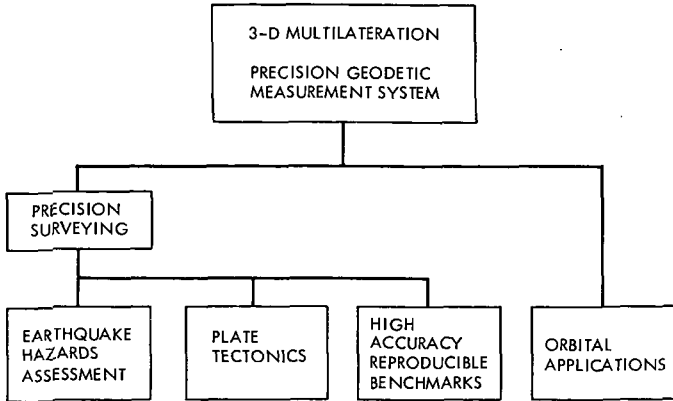 3-D MULTILATERATION
PRECISION GEODETIC
MEASUREMENT SYSTEM
PRECISION
SURVEYING
EARTHQUAKE
HAZARDS
ASSESSMENT
PLATE
TECTONICS
HIGH
ACCURACY
REPRODUCIBLE
BENCHMARKS
ORBITAL
APPLICATIONS